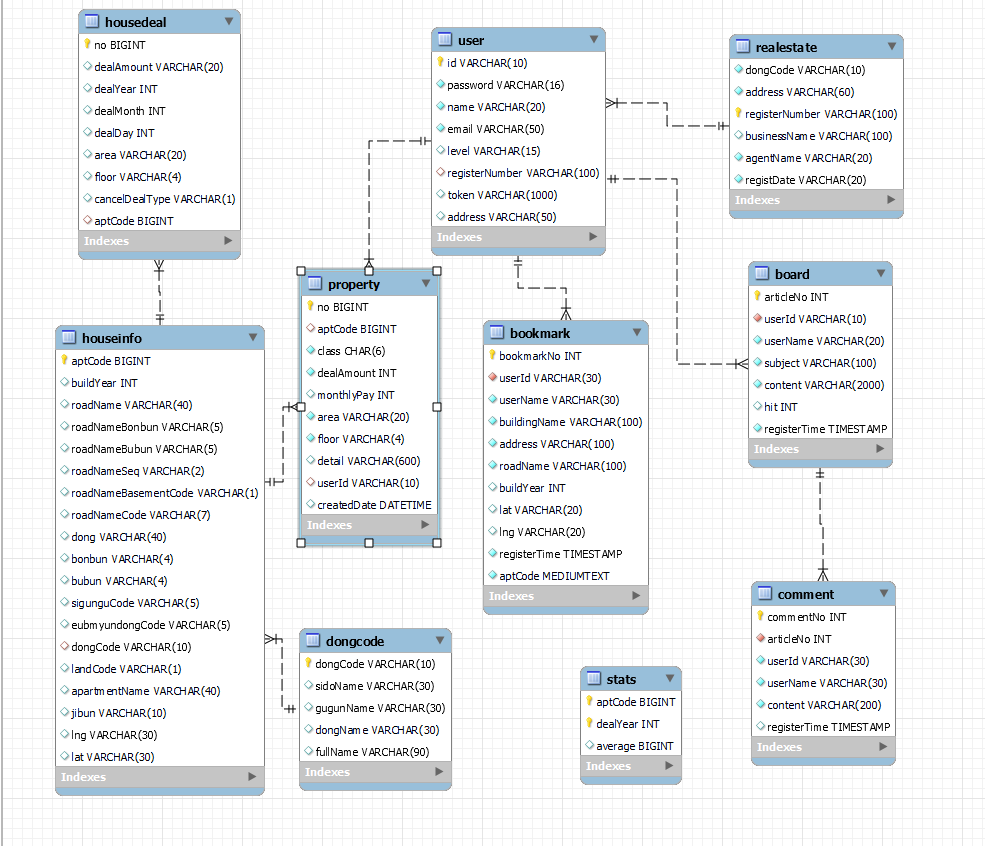 housedeal
no BIGINT
dealAmount VARCHAR(20)
dealYear INT
dealMonth INT
dealDay INT
area VARCHAR(20)
floor VARCHAR(4)
cancelDealType VARCHAR(1)
aptCode BIGINT
Indexes
user
id VARCHAR(10)
password VARCHAR(16)
name VARCHAR(20)
email VARCHAR(50)
level VARCHAR(15)
registerNumber VARCHAR(100)
token VARCHAR(1000)
address VARCHAR(50)
Indexes
realestate
dongCode VARCHAR(10)
address VARCHAR(60)
registerNumber VARCHAR(100)
businessName VARCHAR(100)
agentName VARCHAR(20)
registDate VARCHAR(20)
Indexes
property
no BIGINT
aptCode BIGINT
class CHAR(6)
dealAmount INT
monthlyPay INT
area VARCHAR(20)
floor VARCHAR(4)
detail VARCHAR(600)
userId VARCHAR(10)
createdDate DATETIME
Indexes
board
articleNo INT
userId VARCHAR(10)
userName VARCHAR(20)
subject VARCHAR(100)
content VARCHAR(2000)
hit INT
registerTime TIMESTAMP
Indexes
houseinfo
aptCode BIGINT
buildYear INT
roadName VARCHAR(40)
roadNameBonbun VARCHAR(5)
roadNameBubun VARCHAR(5)
roadNameSeq VARCHAR(2)
roadNameBasementCode VARCHAR(1)
roadNameCode VARCHAR(7)
dong VARCHAR(40)
bonbun VARCHAR(4)
bubun VARCHAR(4)
sigunguCode VARCHAR(5)
eubmyundongCode VARCHAR(5)
dongCode VARCHAR(10)
landCode VARCHAR(1)
apartmentName VARCHAR(40)
jibun VARCHAR(10)
lng VARCHAR(30)
lat VARCHAR(30)
Indexes
bookmark
bookmarkNo INT
userId VARCHAR(30)
userName VARCHAR(30)
buildingName VARCHAR(100)
address VARCHAR(100)
roadName VARCHAR(100)
buildYear INT
lat VARCHAR(20)
lng VARCHAR(20)
registerTime TIMESTAMP
aptCode MEDIUMTEXT
Indexes
dongcode
dongCode VARCHAR(10)
sidoName VARCHAR(30)
gugunName VARCHAR(30)
dongName VARCHAR(30)
fullName VARCHAR(90)
Indexes
stats
aptCode BIGINT
dealYear INT
average BIGINT
Indexes
comment
commentNo INT
articleNo INT
userId VARCHAR(30)
userName VARCHAR(30)
content VARCHAR(200)
registerTime TIMESTAMP
Indexes